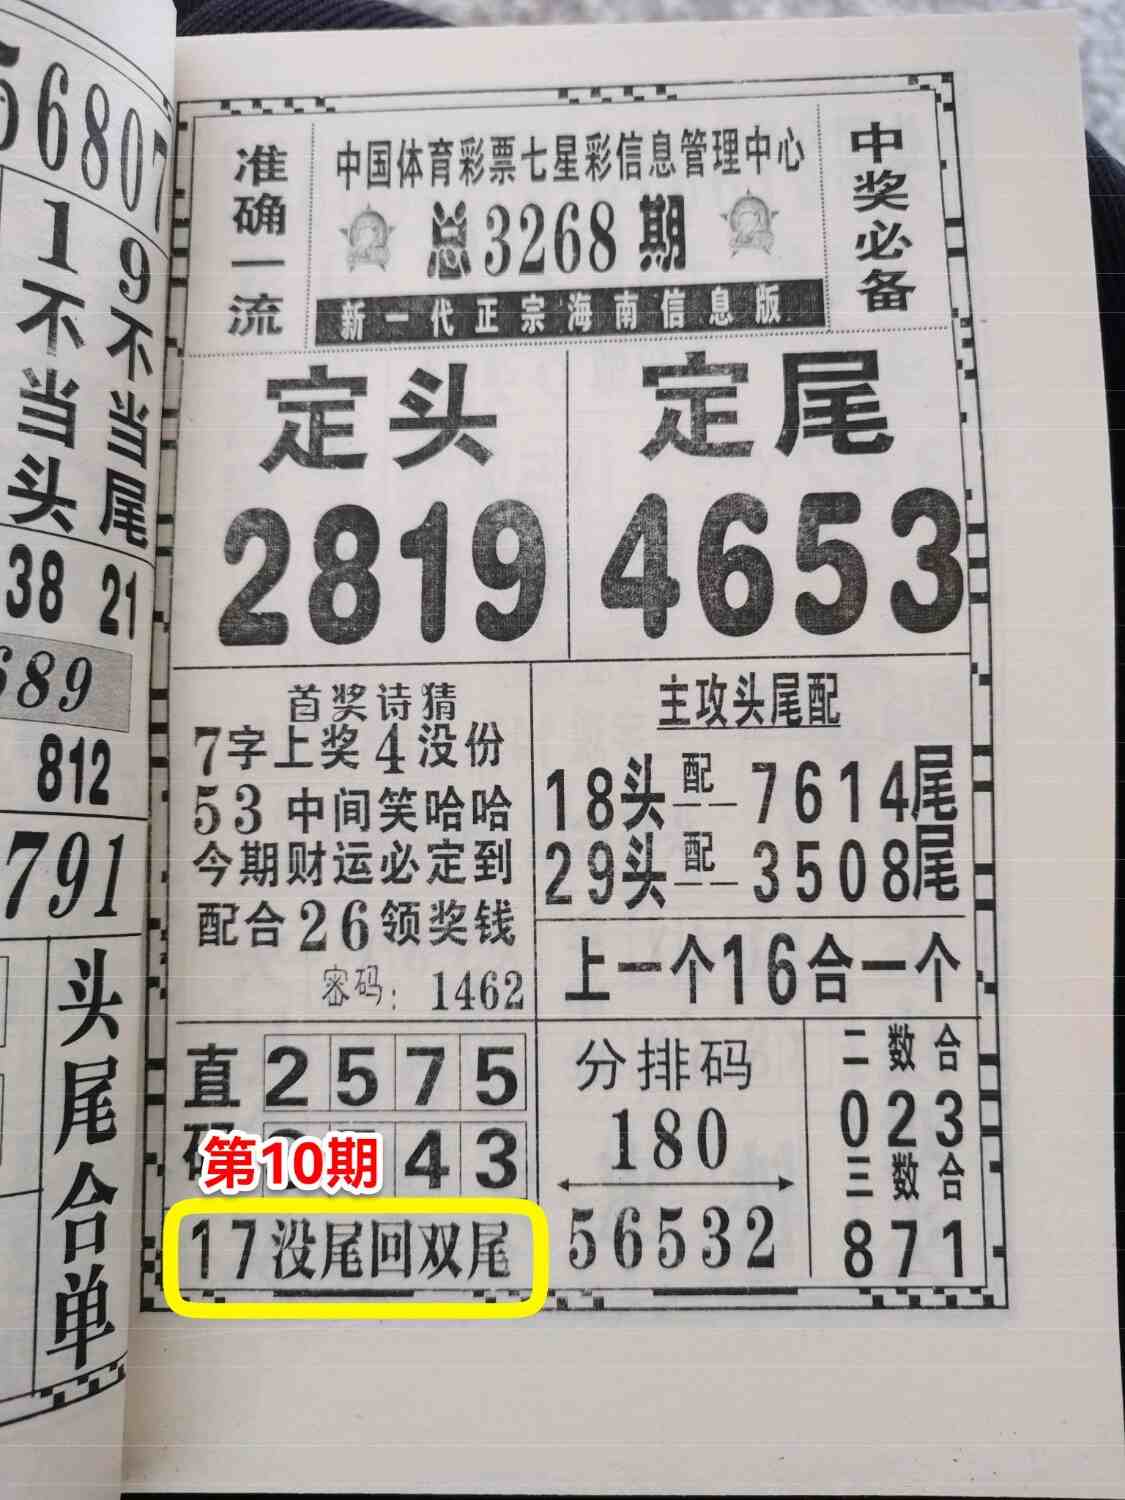 56807
1不当头
9不当尾
38
21
689
812
791
头尾合单
准确一流
中国体育彩票七星彩信息管理中心
总3268期
新一代正宗海南信息版
中奖必备
定头
2819
定尾
4653
首奖诗猜
7字上奖4没份
53中间笑哈哈
今期财运必定到
配合26领奖钱
密码:1462
主攻头尾配
18头配--7614尾
29头配--3508尾
上一个16合一个
直码
2575
43
第10期
17没尾回双尾
分排码
180
56532
二数合
023
三数合
871